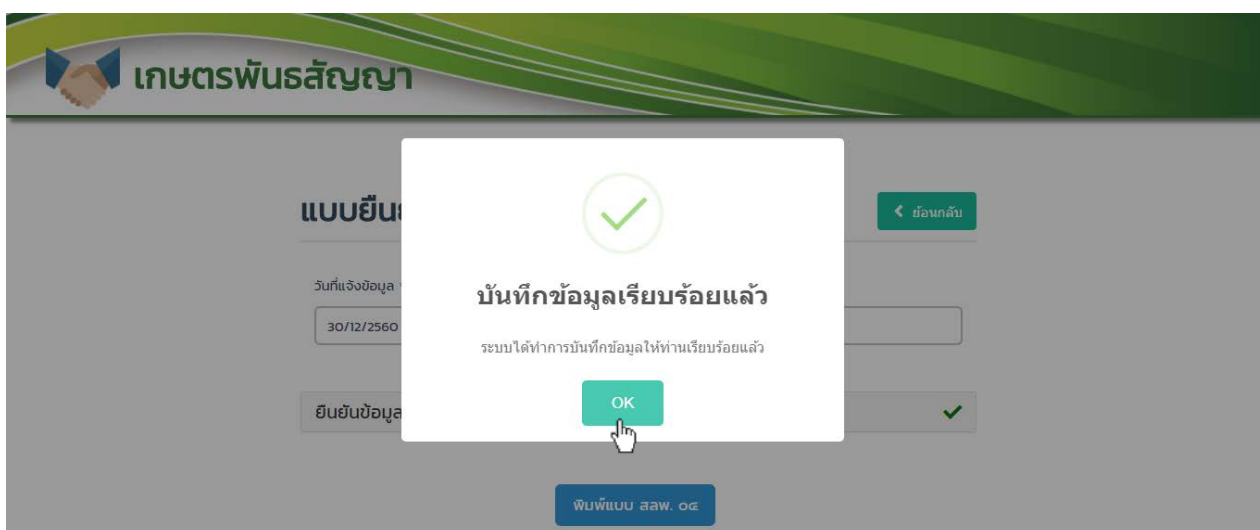 เกษตรพันธสัญญา
แบบยืน
ย้อนกลับ
วันที่แจ้งข้อมูล
30/12/2560
บันทึกข้อมูลเรียบร้อยแล้ว
ระบบได้ทำการบันทึกข้อมูลให้ท่านเรียบร้อยแล้ว
OK
ยืนยันข้อมูล
พิมพ์แบบ สลพ. ๐๔